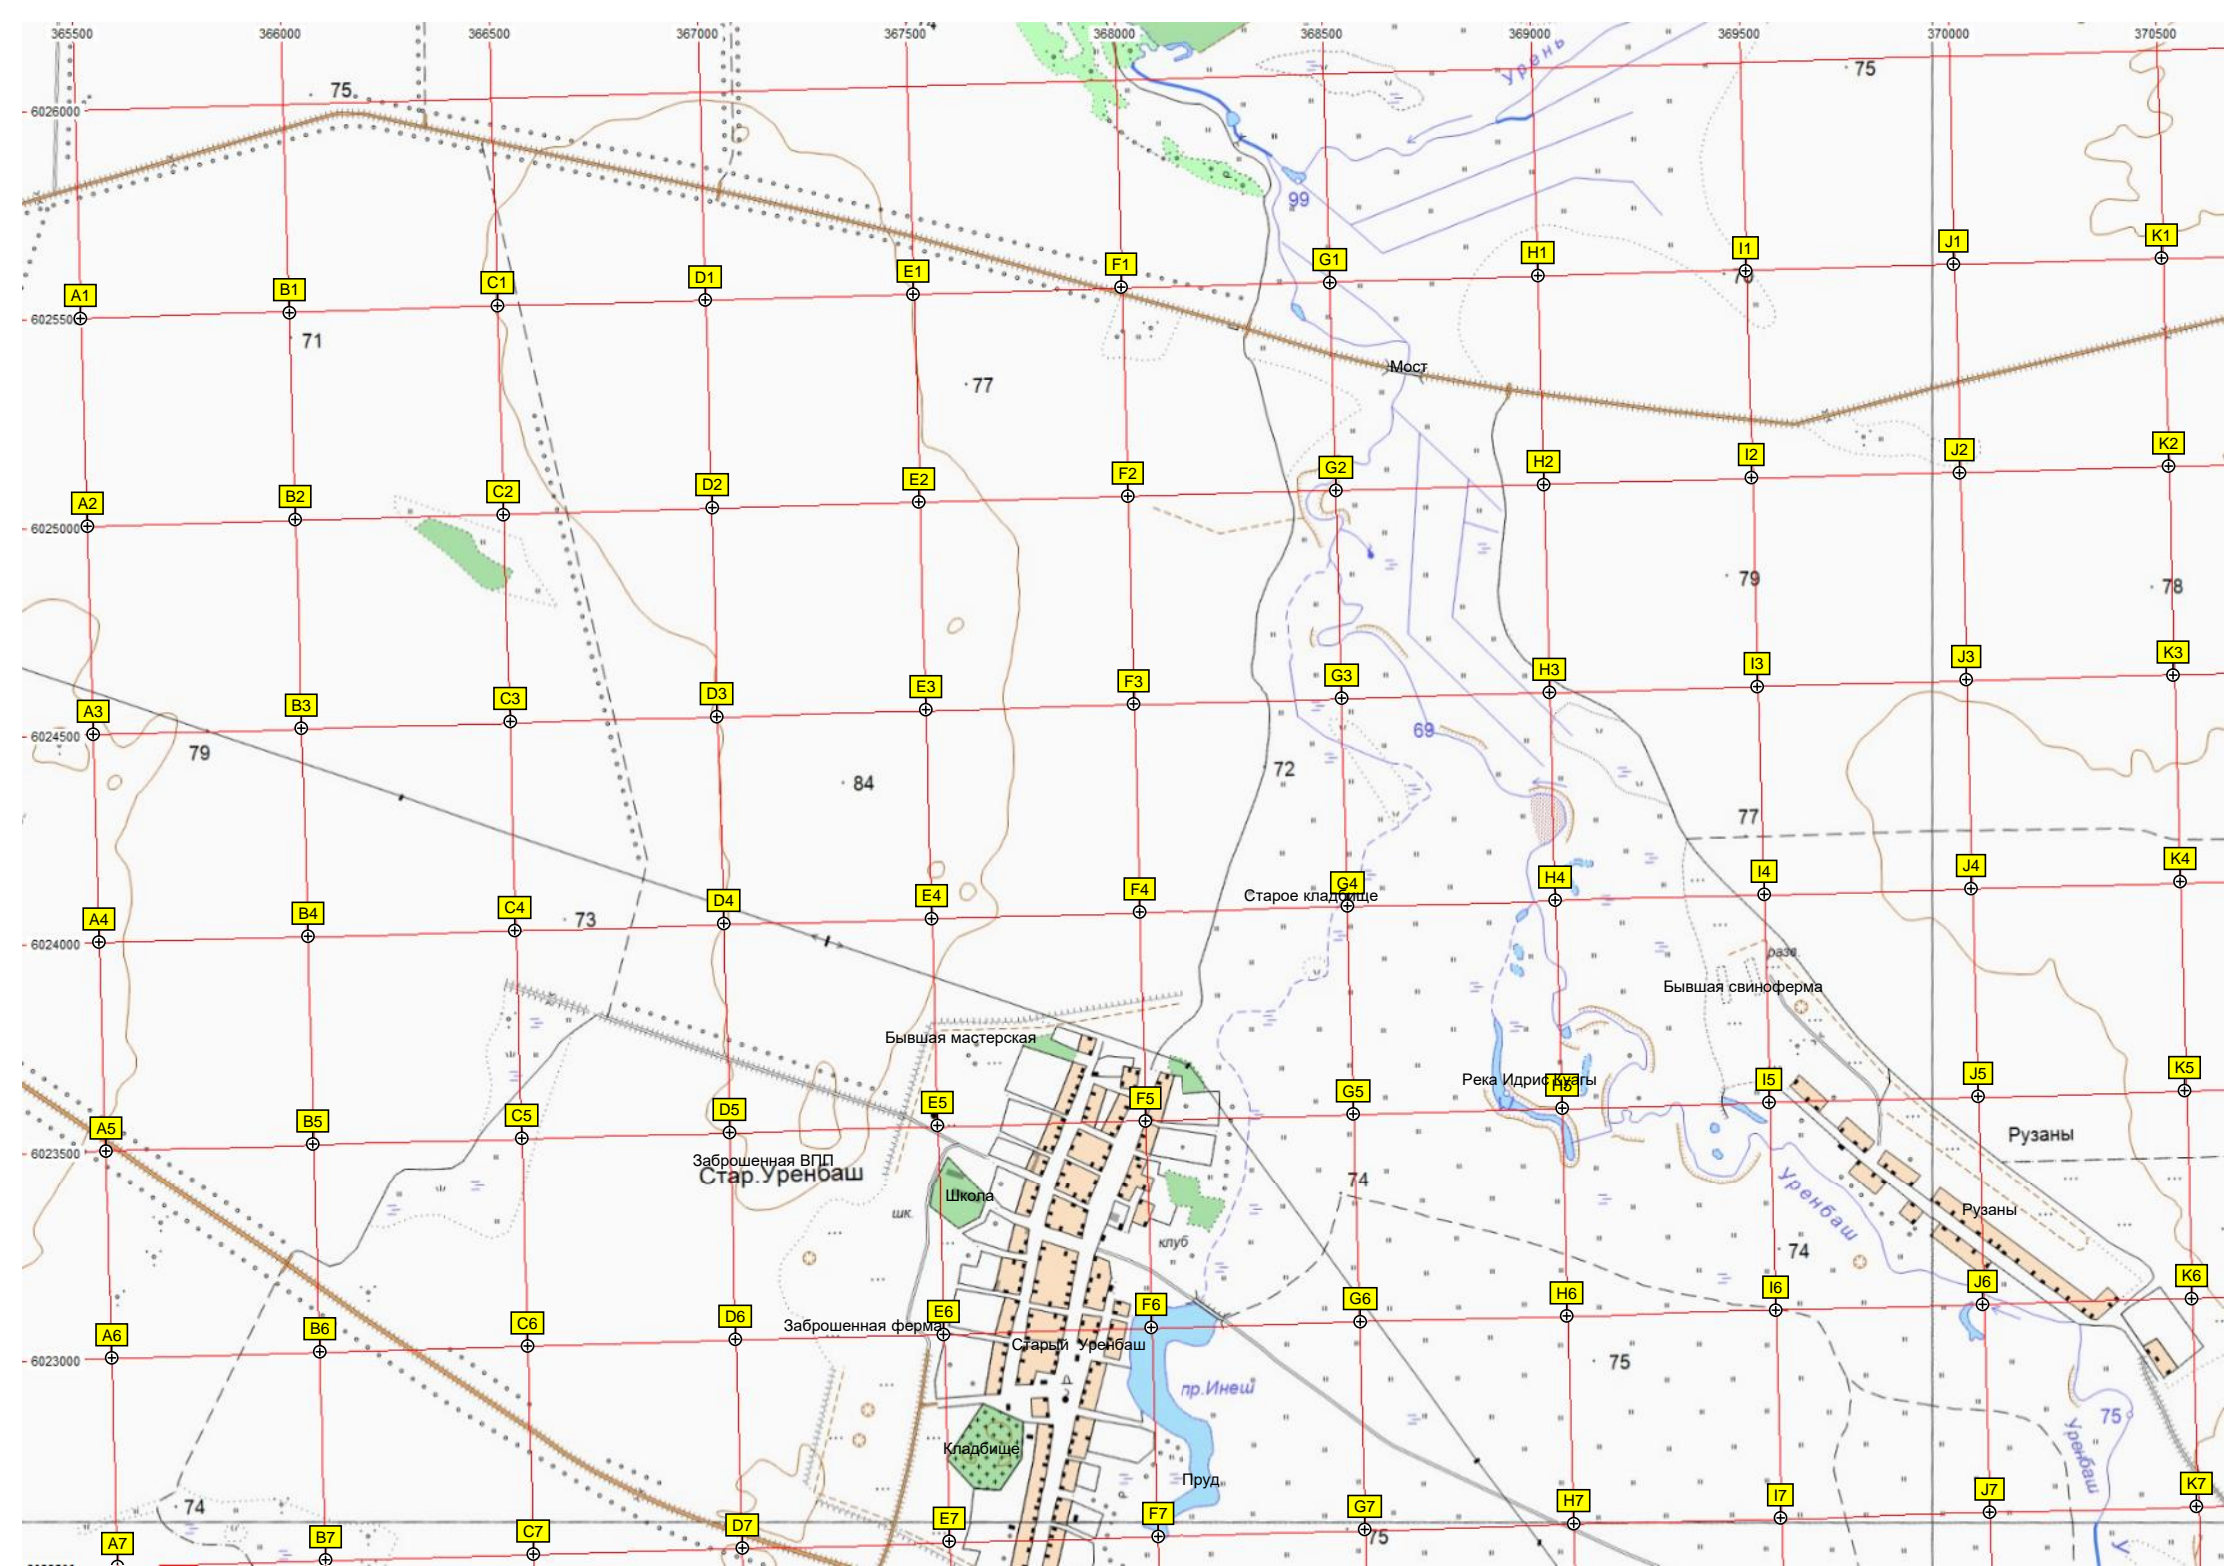 365500 366000 366500 367000 367500 368000 368500 369000 369500 370000 370500
Урень
75
75
6026000
99
A1 B1 C1 D1 E1 F1 G1 H1 I1 J1 K1
6025500
71
77
Мост
A2 B2 C2 D2 E2 F2 G2 H2 I2 J2 K2
6025000
79
78
A3 B3 C3 D3 E3 F3 G3 H3 I3 J3 K3
6024500
79
84
72
69
77
A4 B4 C4 D4 E4 F4 G4 H4 I4 J4 K4
Старое кладбище
73
6024000
разв.
Бывшая свиноферма
Бывшая мастерская
Река Идрис Куагы
A5 B5 C5 D5 E5 F5 G5 H5 I5 J5 K5
6023500
Рузаны
Заброшенная ВПП
Стар.Уренбаш
Школа
74
Уренбаш
Рузаны
шк.
клуб
74
A6 B6 C6 D6 E6 F6 G6 H6 I6 J6 K6
Заброшенная ферма
Старый Уренбаш
6023000
75
пр.Инеш
75
Уренбаш
Кладбище
Пруд
74
A7 B7 C7 D7 E7 F7 G7 H7 I7 J7 K7
75
У